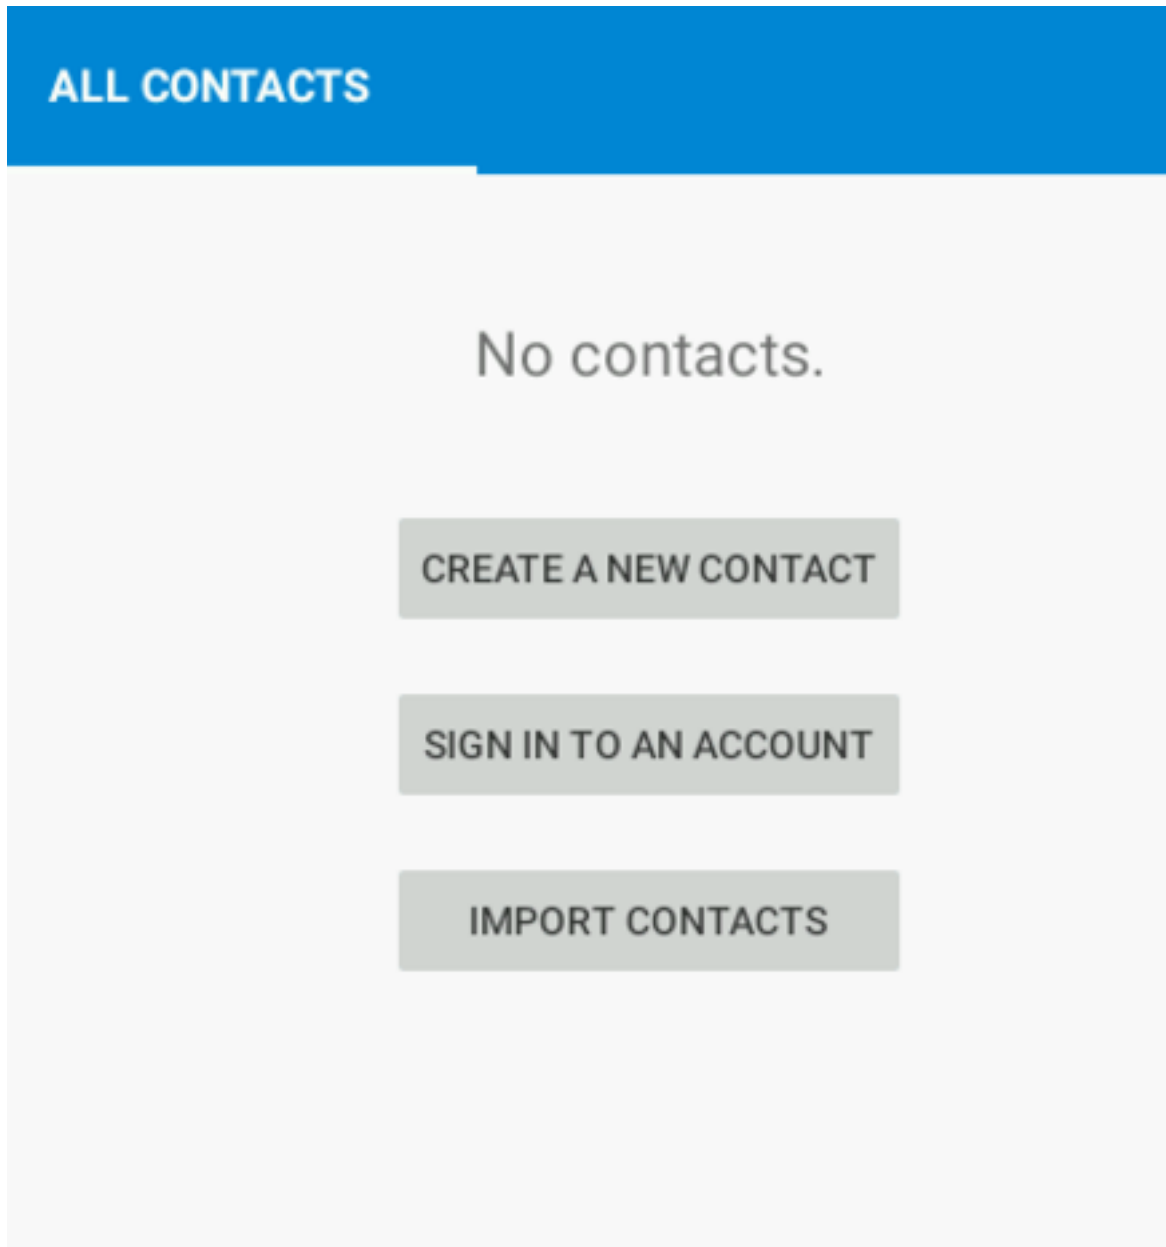 ALL CONTACTS
No contacts.
CREATE A NEW CONTACT
SIGN IN TO AN ACCOUNT
IMPORT CONTACTS